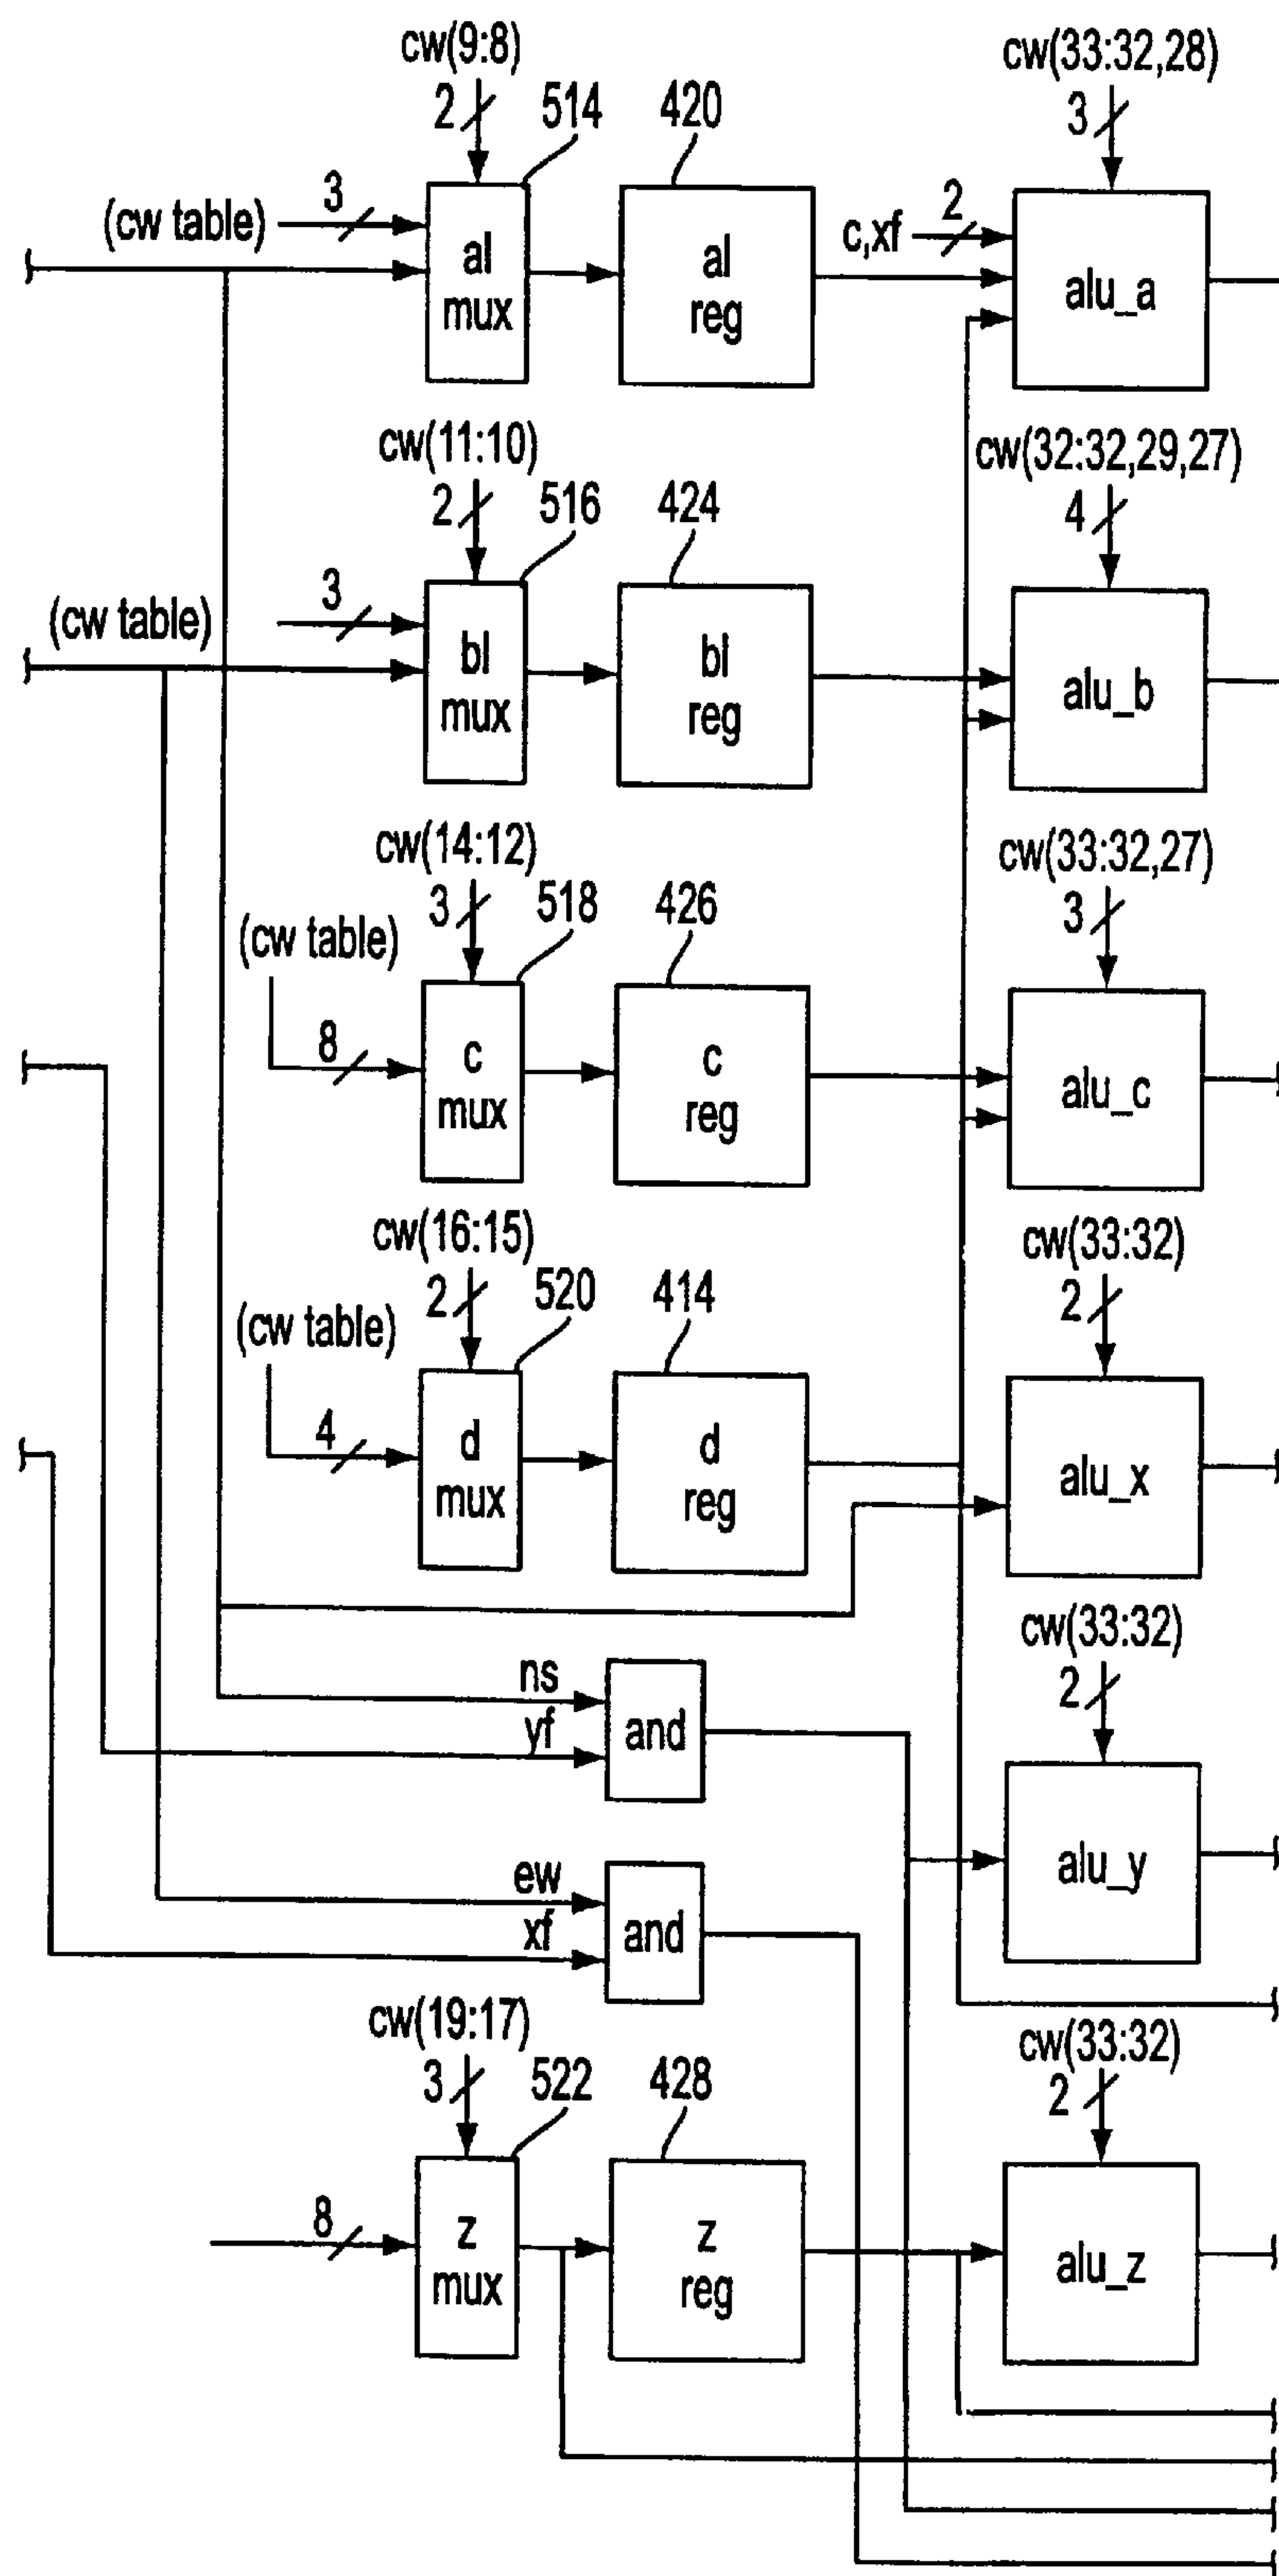 cw(9:8)
2
514
420
cw(33:32,28)
3
(cw table)
3
al
mux
al
reg
c,xf
2
alu_a
cw(11:10)
2
516
424
cw(32:32,29,27)
4
(cw table)
3
bl
mux
bl
reg
alu_b
cw(14:12)
3
518
426
cw(33:32,27)
3
(cw table)
8
c
mux
c
reg
alu_c
cw(16:15)
2
520
414
cw(33:32)
2
(cw table)
4
d
mux
d
reg
alu_x
cw(33:32)
2
ns
yf
and
alu_y
ew
xf
and
cw(19:17)
3
522
428
cw(33:32)
2
8
z
mux
z
reg
alu_z